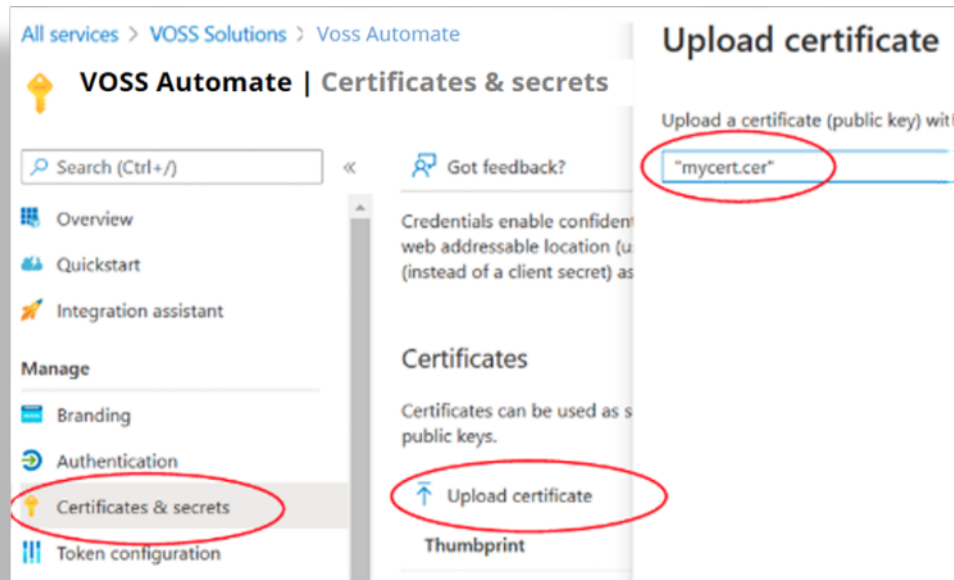 All services > VOSS Solutions > Voss Automate
VOSS Automate | Certificates & secrets
Search (Ctrl+/)
«
Overview
Quickstart
Integration assistant
Manage
Branding
Authentication
Certificates & secrets
Token configuration
Got feedback?
Credentials enable confiden
web addressable location (u
(instead of a client secret) as
Certificates
Certificates can be used as s
public keys.
Upload certificate
Thumbprint
Upload certificate
Upload a certificate (public key) wit
"mycert.cer"